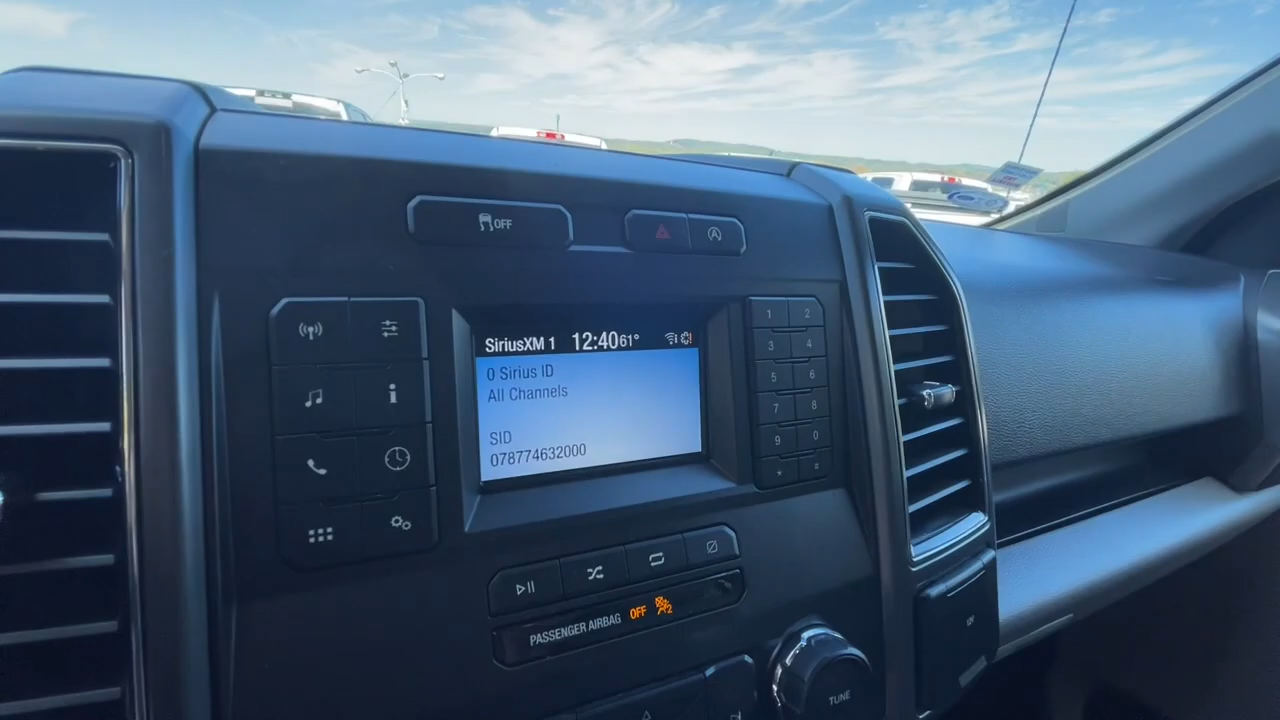 OFF
SiriusXM 1 12:40 61°
0 Sirius ID
All Channels
SID
078774632000
1 2
3 4
5 6
7 8
9 0
* #
PASSENGER AIRBAG OFF 2
TUNE